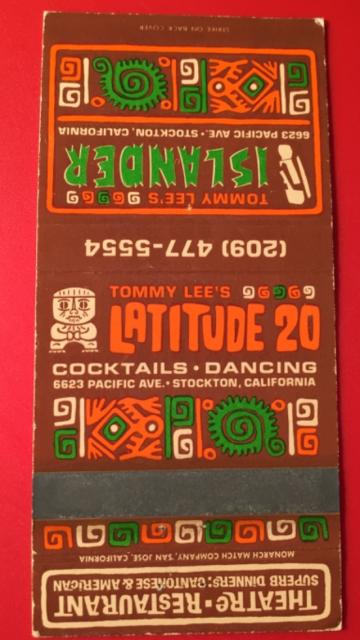 STRIKE ON BACK COVER
TOMMY LEE'S
ISLANDER
6623 PACIFIC AVE. • STOCKTON, CALIFORNIA
(209) 477-5554
TOMMY LEE'S
LATITUDE 20
COCKTAILS • DANCING
6623 PACIFIC AVE. • STOCKTON, CALIFORNIA
THEATRE • RESTAURANT
SUPERB DINNERS: CANTONESE & AMERICAN
MONARCH MATCH COMPANY, SAN JOSE, CALIFORNIA